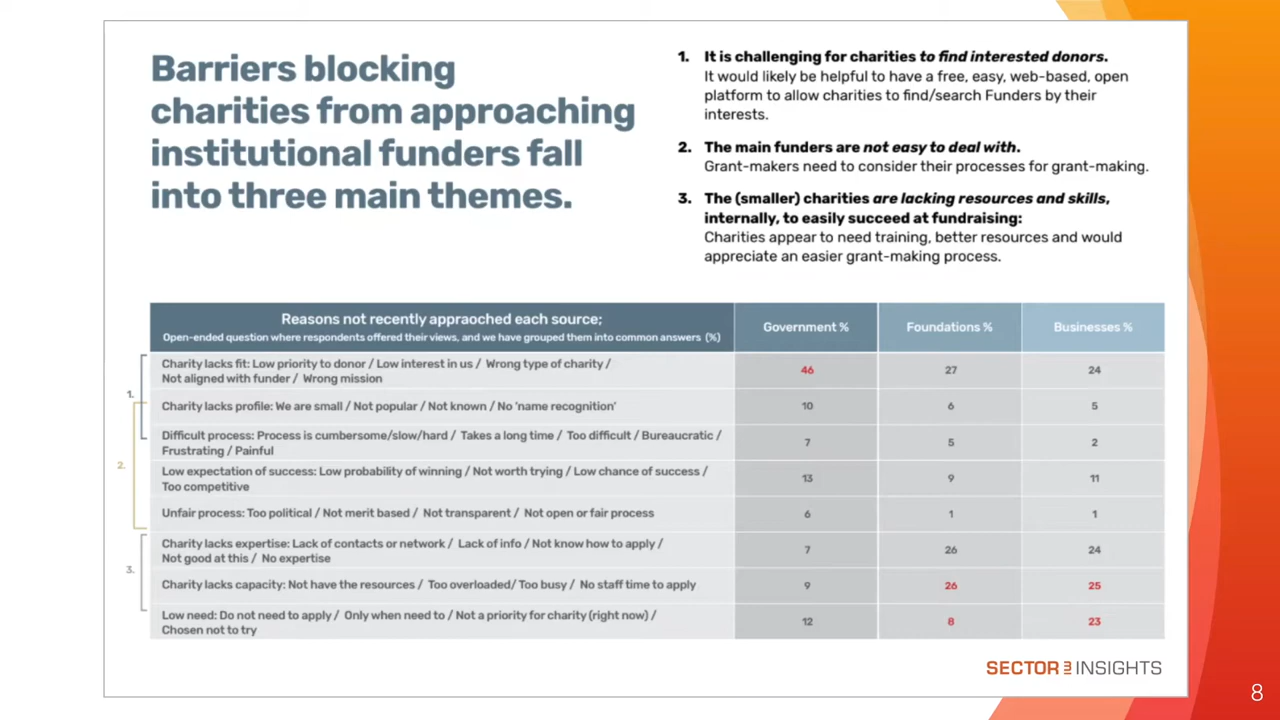 Barriers blocking
charities from approaching
institutional funders fall
into three main themes.
1. It is challenging for charities to find interested donors.
It would likely be helpful to have a free, easy, web-based, open
platform to allow charities to find/search Funders by their
interests.
2. The main funders are not easy to deal with.
Grant-makers need to consider their processes for grant-making.
3. The (smaller) charities are lacking resources and skills,
internally, to easily succeed at fundraising:
Charities appear to need training, better resources and would
appreciate an easier grant-making process.
Reasons not recently appraoched each source;
Open-ended question where respondents offered their views, and we have grouped them into common answers (%)
Government %
Foundations %
Businesses %
1.
2.
3.
Charity lacks fit: Low priority to donor / Low interest in us / Wrong type of charity /
Not aligned with funder / Wrong mission
46 27 24
Charity lacks profile: We are small / Not popular / Not known / No 'name recognition'
10 6 5
Difficult process: Process is cumbersome/slow/hard / Takes a long time / Too difficult / Bureaucratic /
Frustrating / Painful
7 5 2
Low expectation of success: Low probability of winning / Not worth trying / Low chance of success /
Too competitive
13 9 11
Unfair process: Too political / Not merit based / Not transparent / Not open or fair process
6 1 1
Charity lacks expertise: Lack of contacts or network / Lack of info / Not know how to apply /
Not good at this / No expertise
7 26 24
Charity lacks capacity: Not have the resources / Too overloaded/ Too busy / No staff time to apply
9 26 25
Low need: Do not need to apply / Only when need to / Not a priority for charity (right now) /
Chosen not to try
12 8 23
SECTOR INSIGHTS
8